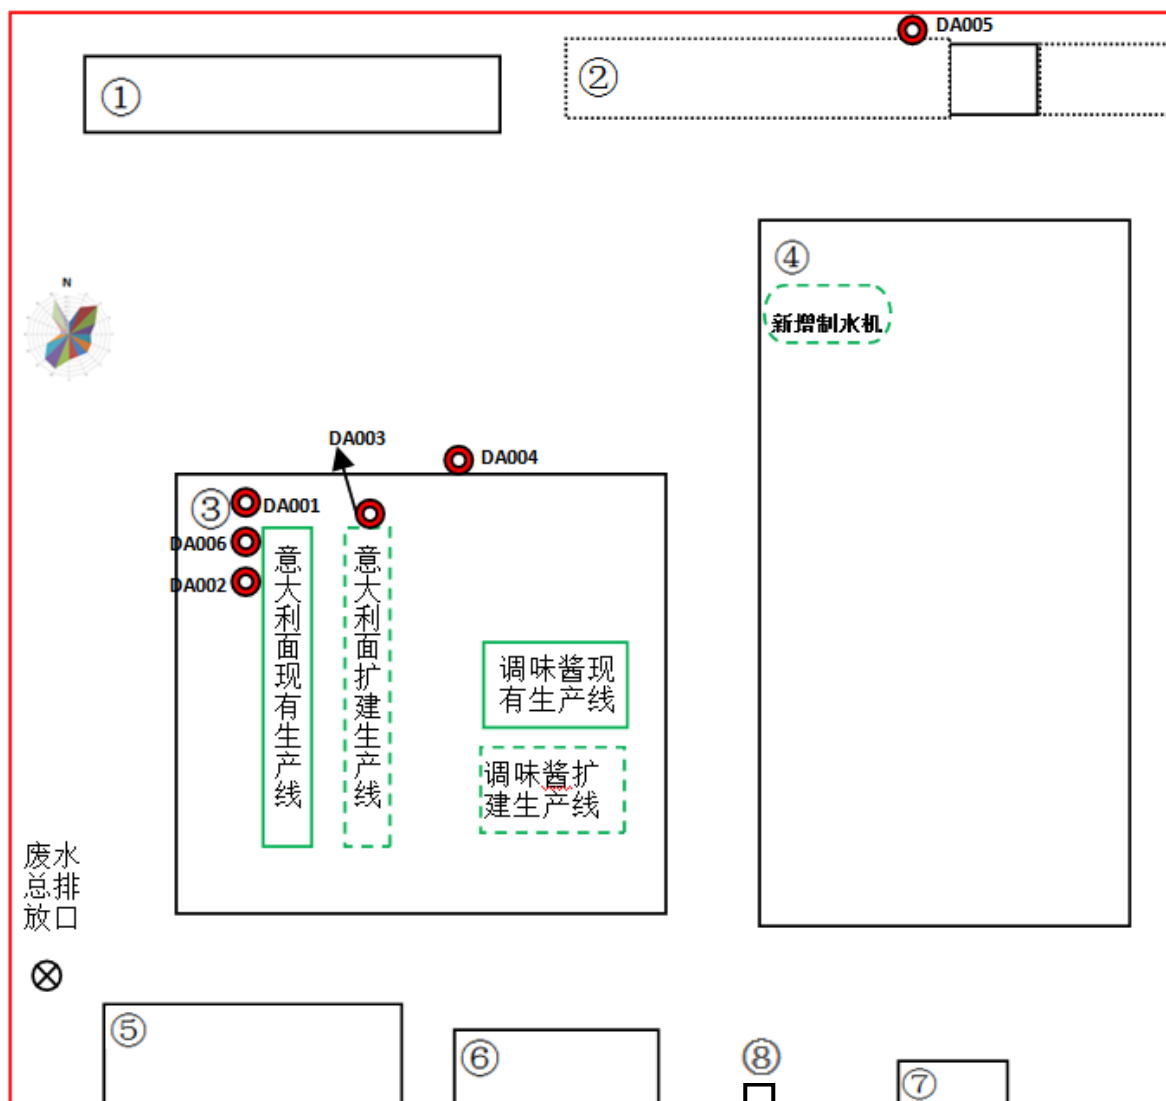 DA005
①
②
④
新增制水机
N
DA003
DA004
③
DA001
DA006
DA002
意大利面现有生产线
意大利面扩建生产线
调味酱现
有生产线
调味酱扩
建生产线
废水
总排
放口
⑤
⑥
⑧
⑦